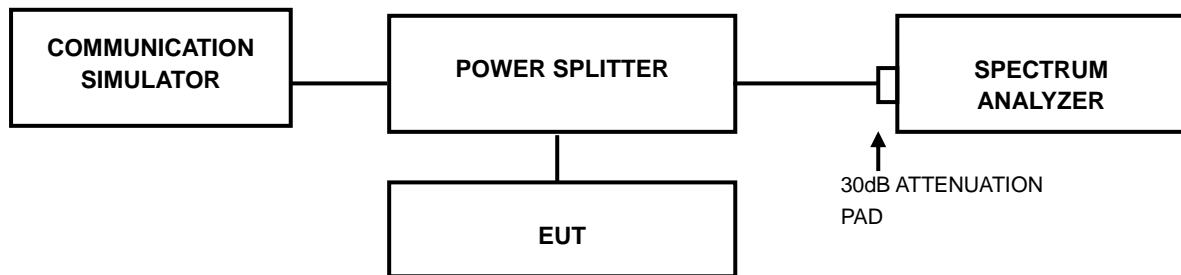 COMMUNICATION
SIMULATOR
POWER SPLITTER
SPECTRUM
ANALYZER
30dB ATTENUATION
PAD
EUT